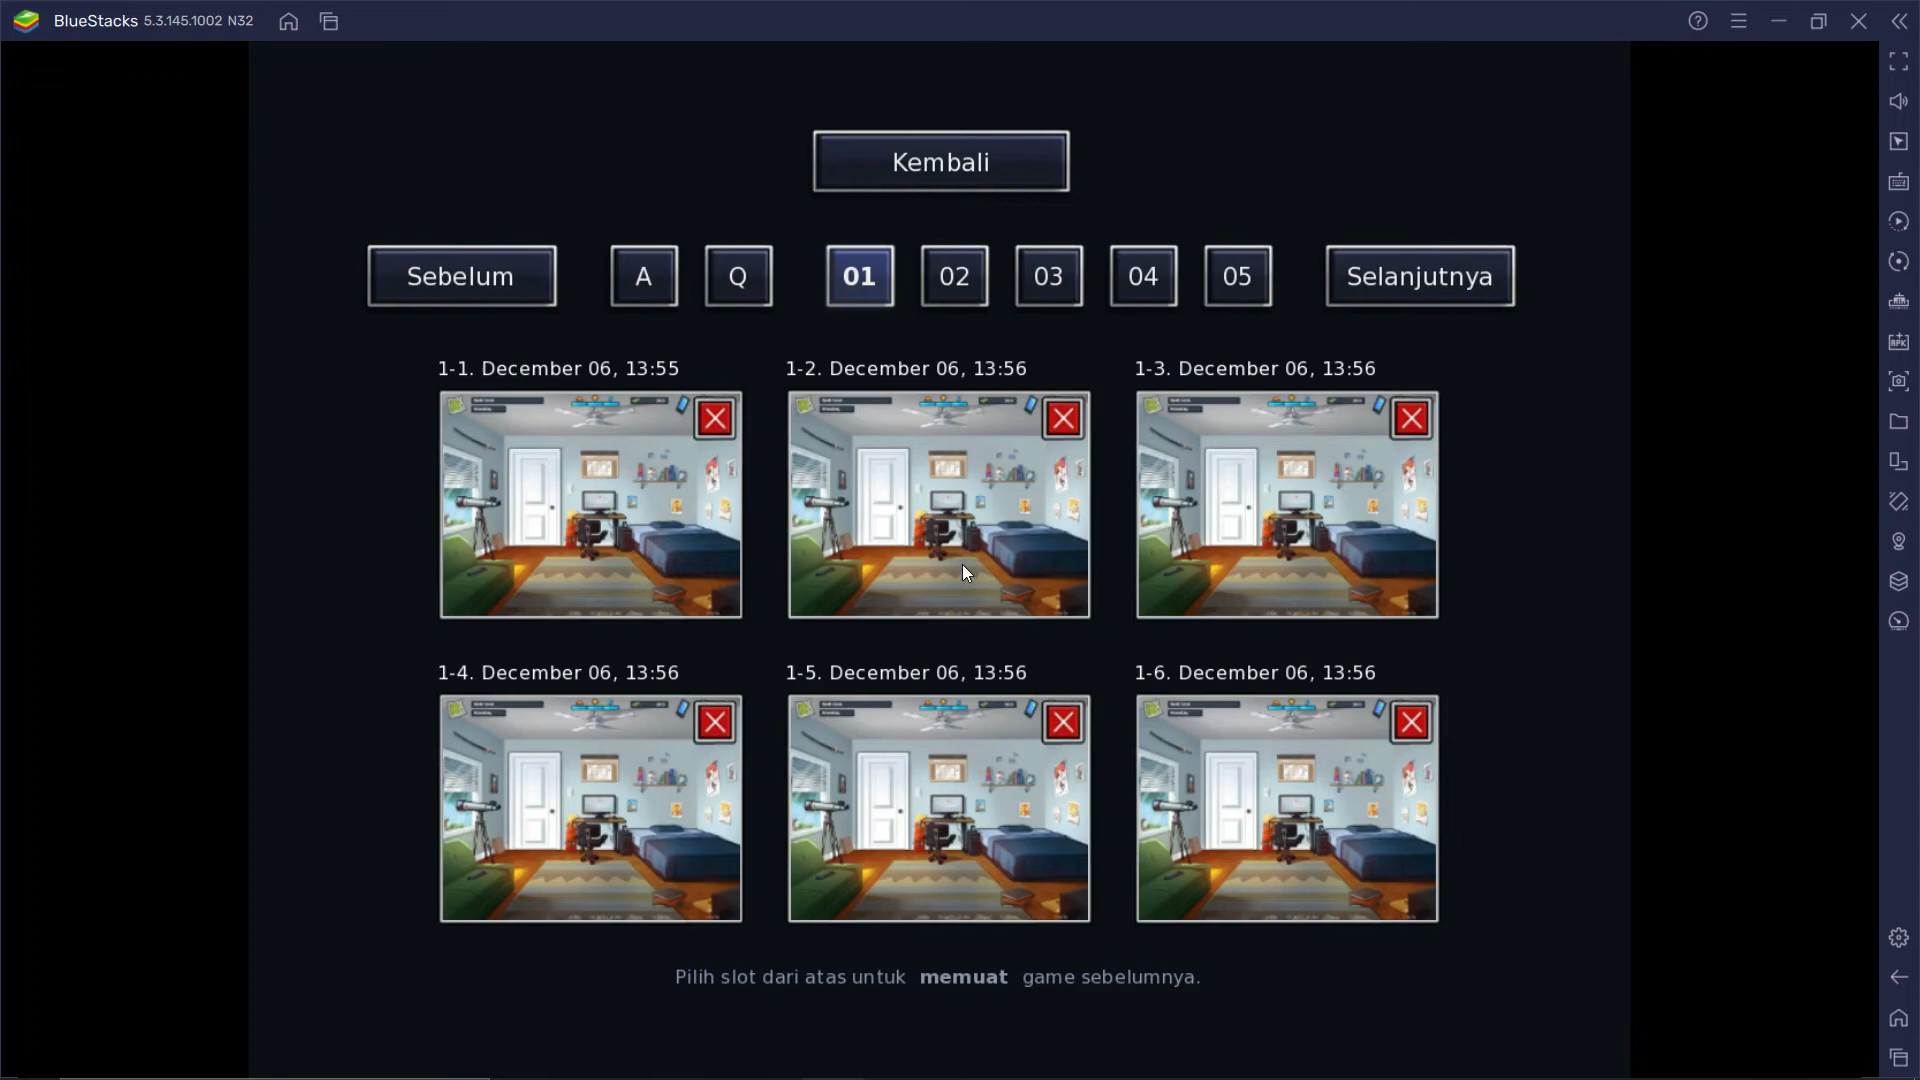 BlueStacks 5.3.145.1002 N32
Kembali
Sebelum A Q 01 02 03 04 05 Selanjutnya
1-1. December 06, 13:55 1-2. December 06, 13:56 1-3. December 06, 13:56
1-4. December 06, 13:56 1-5. December 06, 13:56 1-6. December 06, 13:56
Pilih slot dari atas untuk memuat game sebelumnya.